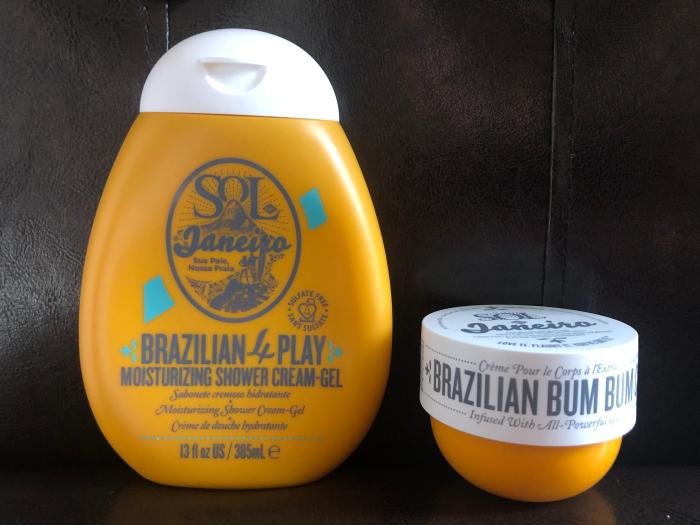 SOL
de
Janeiro
Sua Pele,
Nossa Praia
SULFATE FREE
SANS SULFATE
BRAZILIAN 4 PLAY
MOISTURIZING SHOWER CREAM-GEL
Sabonete cremoso hidratante
Moisturizing Shower Cream-Gel
Crème de douche hydratante
13 fl oz US / 385mL e
SOL
de
Janeiro
LOVE IT. FLAUNT IT.
Crème Pour le Corps à
BRAZILIAN BUM BUM
Infused With All-Powerful